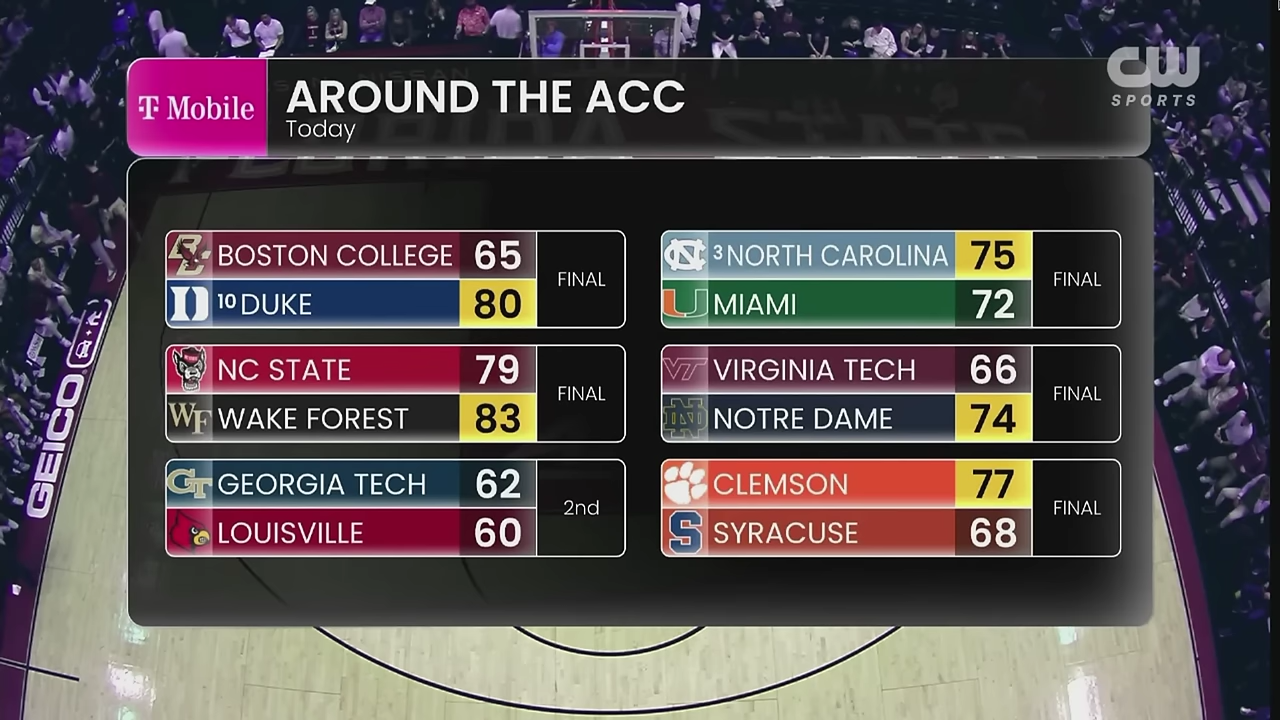 T Mobile
AROUND THE ACC
Today
CW
SPORTS
BOSTON COLLEGE 65
10 DUKE 80
FINAL
3 NORTH CAROLINA 75
MIAMI 72
FINAL
NC STATE 79
WAKE FOREST 83
FINAL
VIRGINIA TECH 66
NOTRE DAME 74
FINAL
GEORGIA TECH 62
LOUISVILLE 60
2nd
CLEMSON 77
SYRACUSE 68
FINAL
GEICO